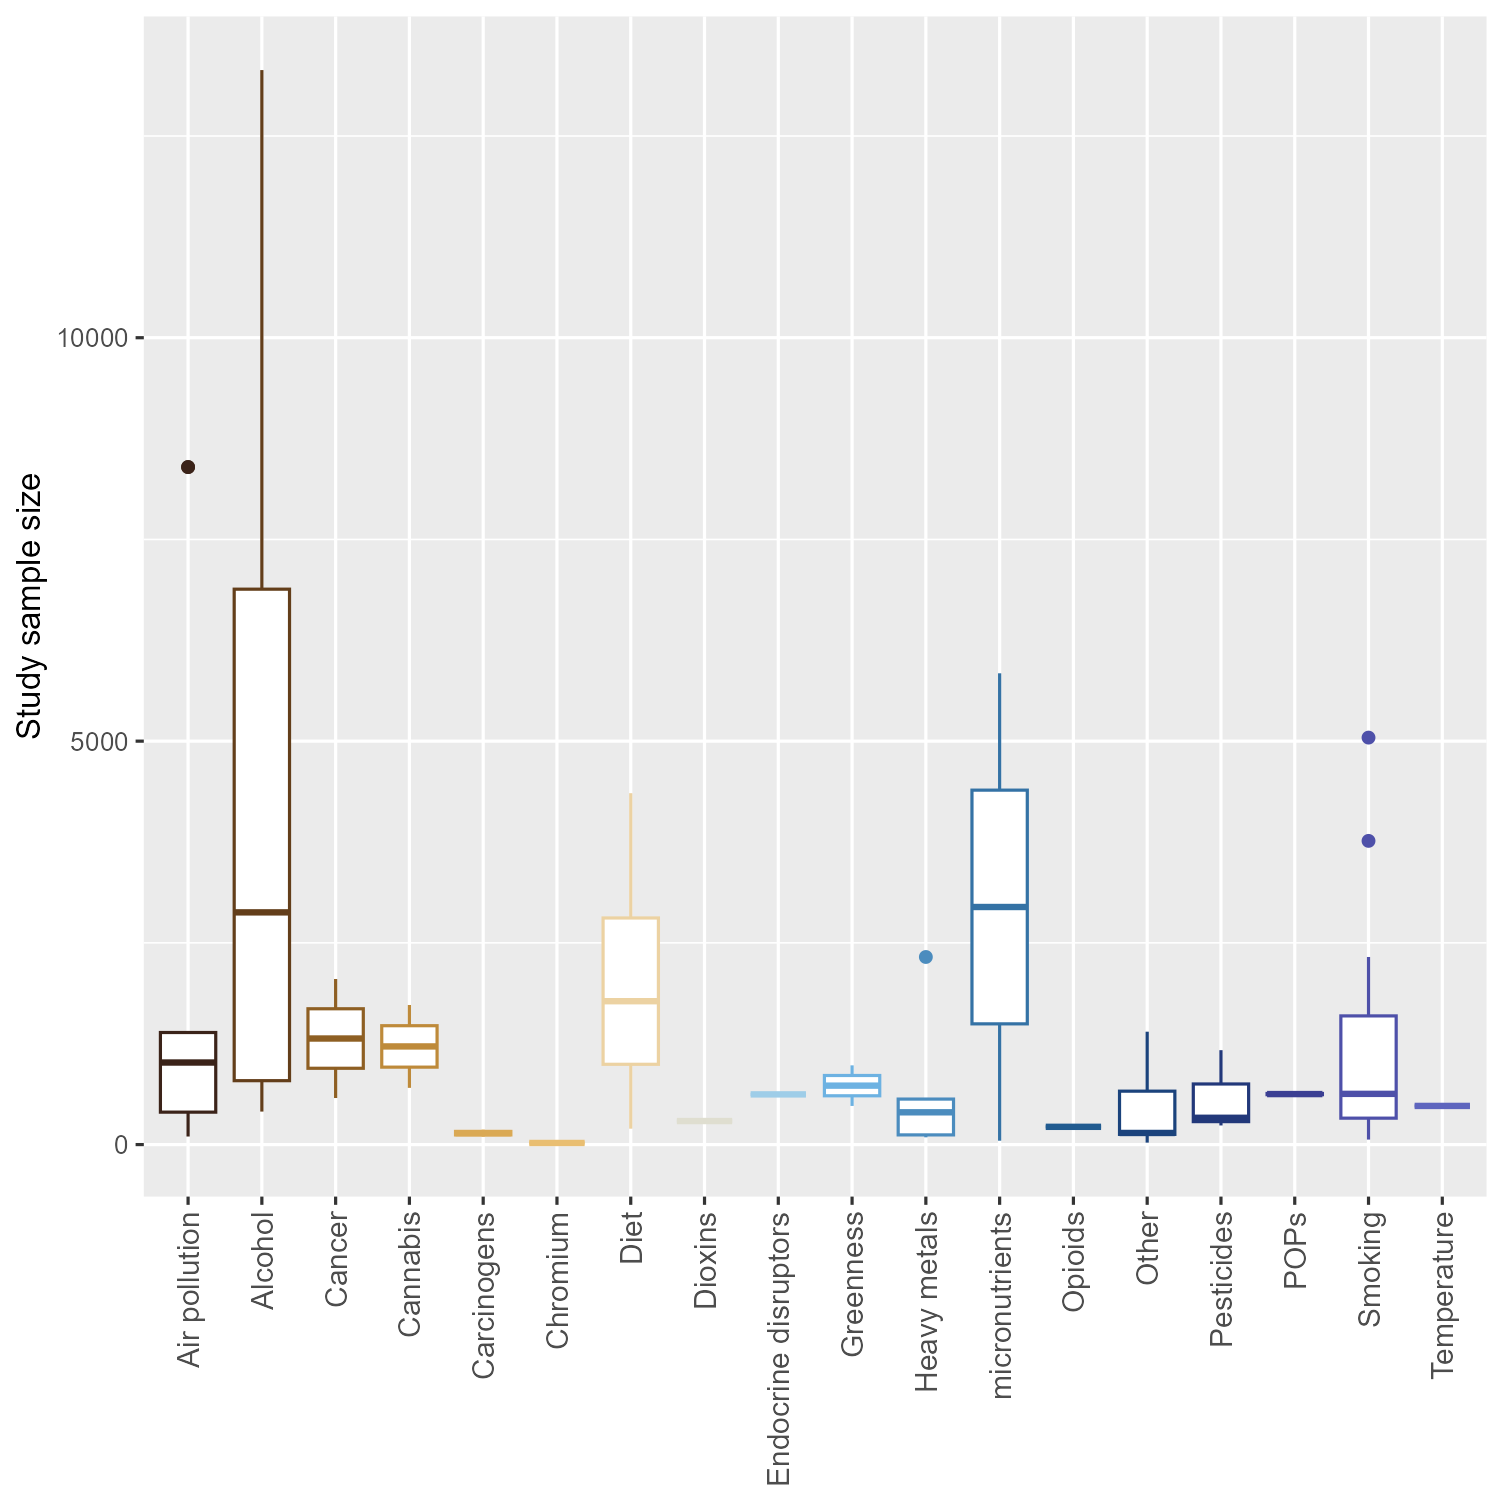 Study sample size
10000
5000
0
Air pollution
Alcohol
Cancer
Cannabis
Carcinogens
Chromium
Diet
Dioxins
Endocrine disruptors
Greenness
Heavy metals
micronutrients
Opioids
Other
Pesticides
POPs
Smoking
Temperature